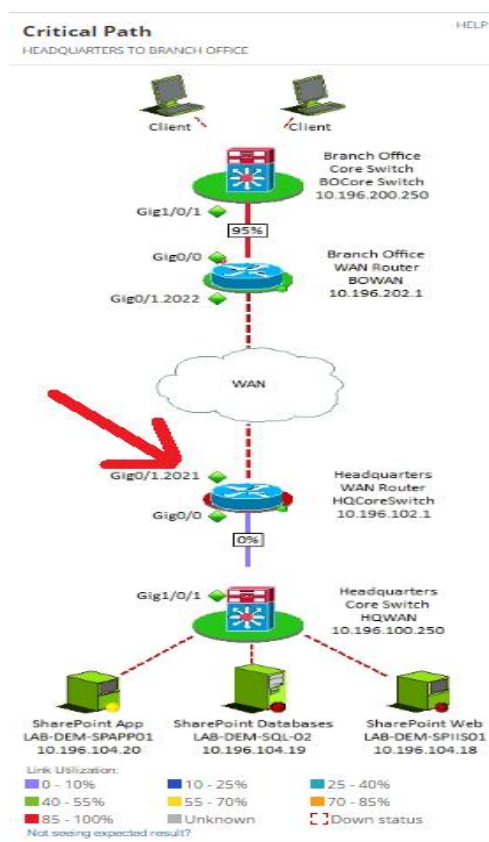 Critical Path
HELP
HEADQUARTERS TO BRANCH OFFICE
Client
Client
Branch Office
Core Switch
BOCore Switch
10.196.200.250
Gig1/0/1
95%
Gig0/0
Branch Office
WAN Router
BOWAN
10.196.202.1
Gig0/1.2022
WAN
Gig0/1.2021
Headquarters
WAN Router
HQCoreSwitch
10.196.102.1
Gig0/0
0%
Gig1/0/1
Headquarters
Core Switch
HQWAN
10.196.100.250
SharePoint App
LAB-DEM-SPAPP01
10.196.104.20
SharePoint Databases
LAB-DEM-SQL-02
10.196.104.19
SharePoint Web
LAB-DEM-SPIIS01
10.196.104.18
Link Utilization:
0 - 10%
10 - 25%
25 - 40%
40 - 55%
55 - 70%
70 - 85%
85 - 100%
Unknown
Down status
Not seeing expected result?